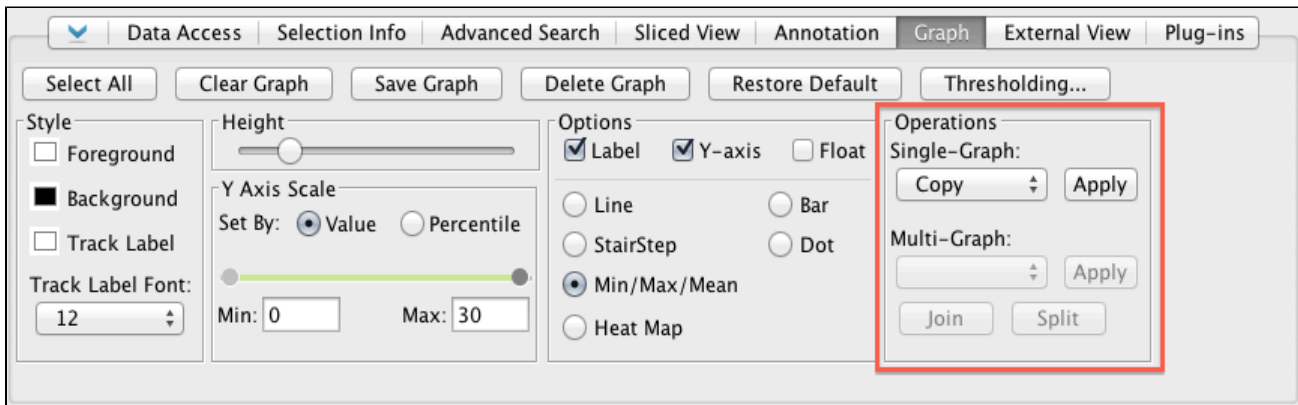 Data Access Selection Info Advanced Search Sliced View Annotation Graph External View Plug-ins
Select All Clear Graph Save Graph Delete Graph Restore Default Thresholding...
Style
Foreground
Background
Track Label
Track Label Font:
12
Height
Y Axis Scale
Set By: Value Percentile
Min: 0 Max: 30
Options
Label Y-axis Float
Line Bar
StairStep Dot
Min/Max/Mean
Heat Map
Operations
Single-Graph:
Copy Apply
Multi-Graph:
Apply
Join Split